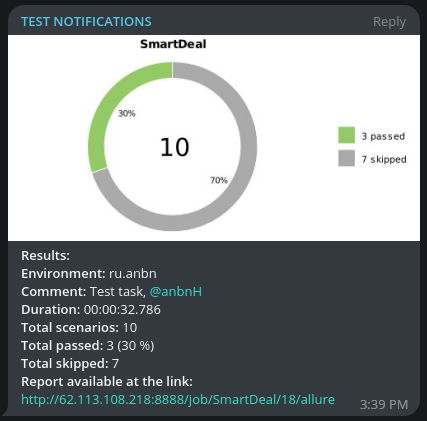 TEST NOTIFICATIONS Reply
SmartDeal
30%
10
70%
3 passed
7 skipped
Results:
Environment: ru.anbn
Comment: Test task, @anbnH
Duration: 00:00:32.786
Total scenarios: 10
Total passed: 3 (30 %)
Total skipped: 7
Report available at the link:
http://62.113.108.218:8888/job/SmartDeal/18/allure
3:39 PM